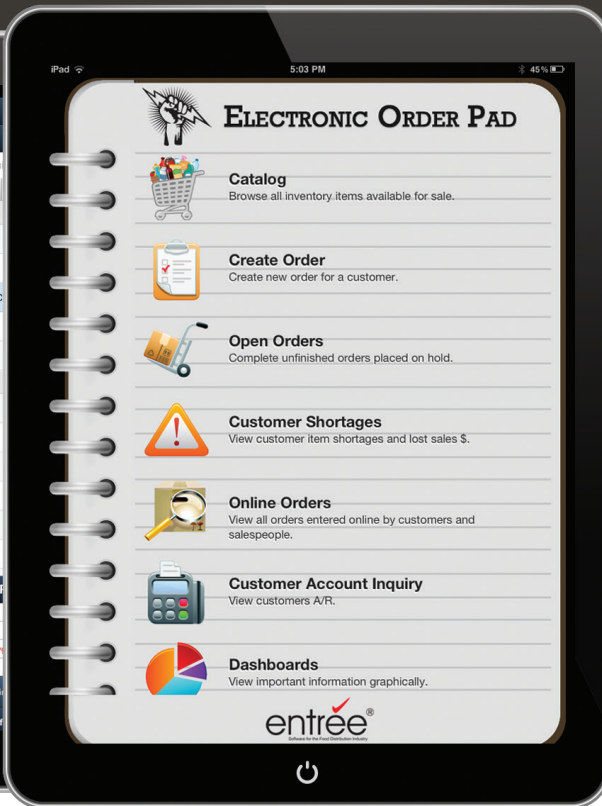 iPad 5:03 PM 45%
ELECTRONIC ORDER PAD
Catalog
Browse all inventory items available for sale.
Create Order
Create new order for a customer.
Open Orders
Complete unfinished orders placed on hold.
Customer Shortages
View customer item shortages and lost sales $.
Online Orders
View all orders entered online by customers and
salespeople.
Customer Account Inquiry
View customers A/R.
Dashboards
View important information graphically.
entrée®
Software for the Food Distribution Industry